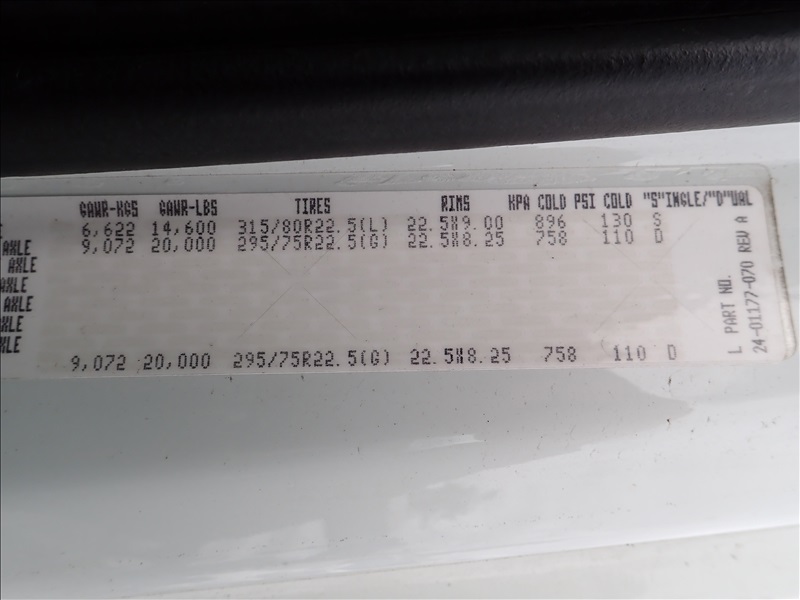 GAWR-KGS GAWR-LBS TIRES RIMS KPA COLD PSI COLD "S"INGLE/"D"UAL
6,622 14,600 315/80R22.5(L) 22.5X9.00 896 130 S
AXLE 9,072 20,000 295/75R22.5(G) 22.5X8.25 758 110 D
AXLE
AXLE
AXLE
AXLE
9,072 20,000 295/75R22.5(G) 22.5X8.25 758 110 D
L PART NO.
24-01177-070 REV A